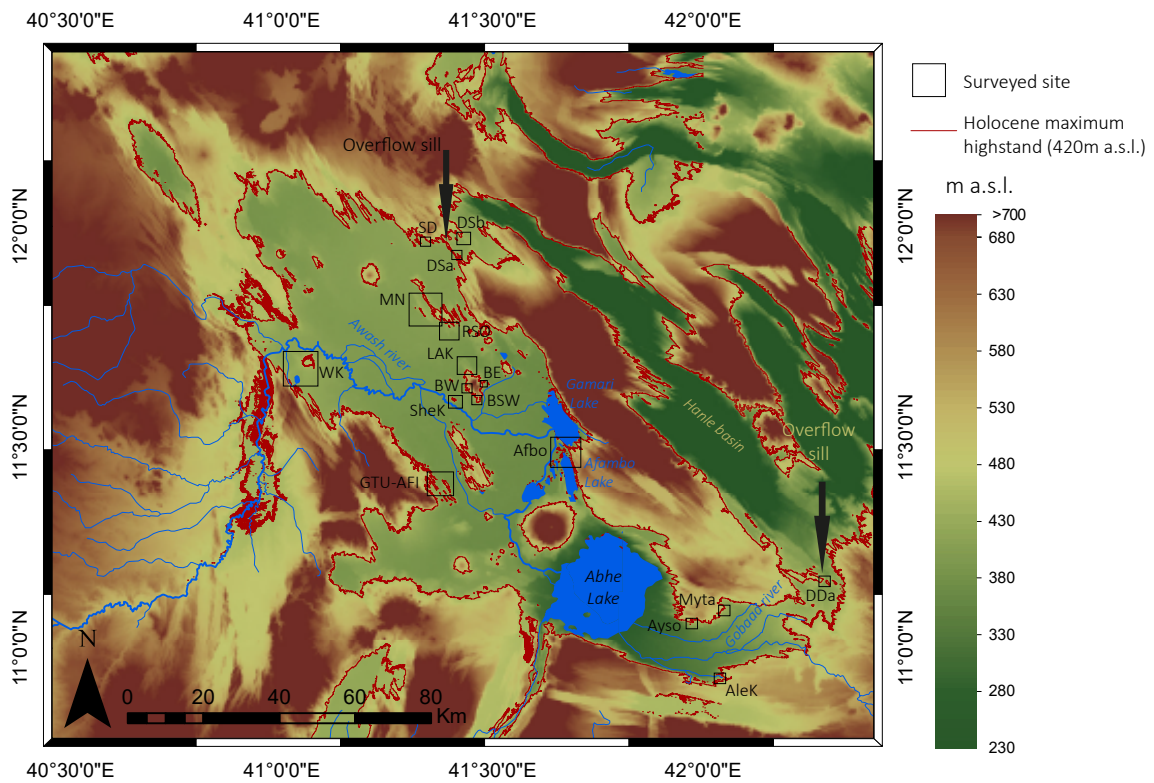 40°30'0"E
41°0'0"E
41°30'0"E
42°0'0"E
Surveyed site
Holocene maximum
highstand (420m a.s.l.)
m a.s.l.
>700
680
630
580
530
480
430
380
330
280
230
12°0'0"N
12°0'0"N
11°30'0"N
11°30'0"N
11°0'0"N
11°0'0"N
Overflow sill
SD
DSb
DSa
MN
RSO
Awash river
LAK
WK
BE
BW
BSW
SheK
Gamari
Lake
Hanle basin
Overflow
sill
Afbo
Afambo
Lake
GTU-AFI
Abhe
Lake
Myta
DDa
Ayso
Gobaad river
AleK
N
0
20
40
60
80
Km
40°30'0"E
41°0'0"E
41°30'0"E
42°0'0"E